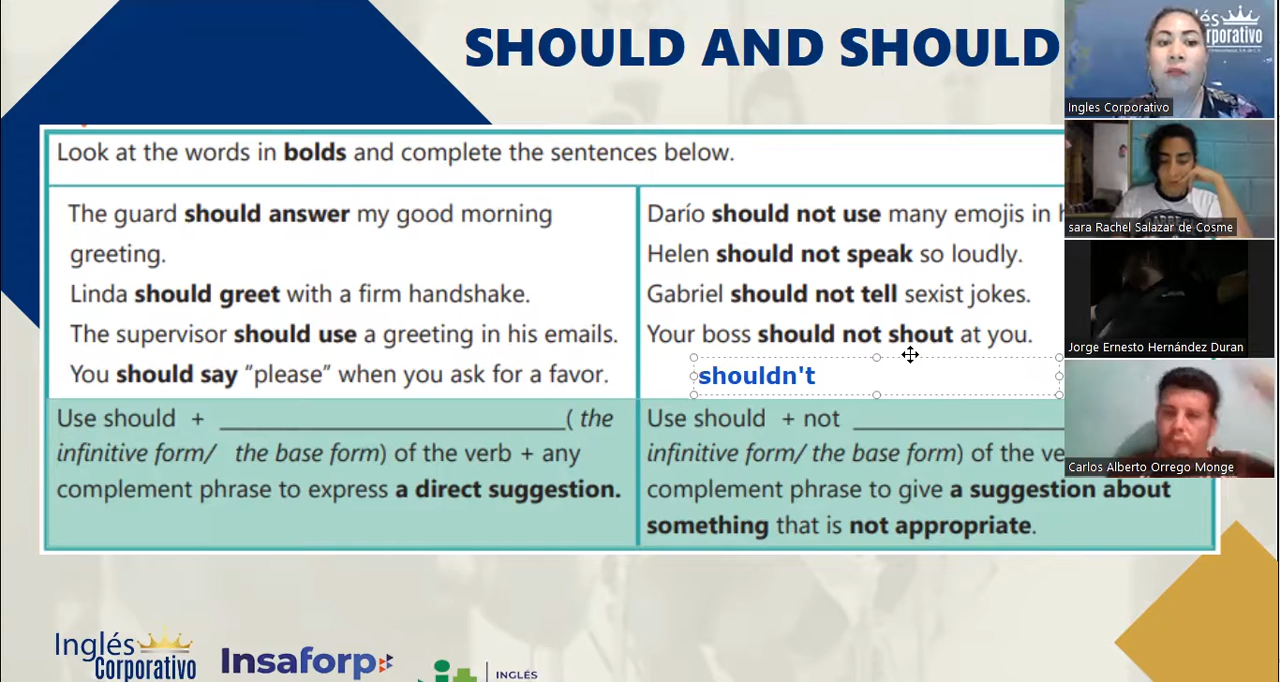 SHOULD AND SHOULD
Look at the words in bolds and complete the sentences below.
The guard should answer my good morning
greeting.
Linda should greet with a firm handshake.
The supervisor should use a greeting in his emails.
You should say “please” when you ask for a favor.
Darío should not use many emojis in
Helen should not speak so loudly.
Gabriel should not tell sexist jokes.
Your boss should not shout at you.
shouldn't
Use should + ____________________________( the
infinitive form/ the base form) of the verb + any
complement phrase to express a direct suggestion.
Use should + not _________________
infinitive form/ the base form) of the
complement phrase to give a suggestion about
something that is not appropriate.
Inglés
Corporativo
Insaforp
INGLÉS
Corporativo
Ingles Corporativo
sara Rachel Salazar de Cosme
Jorge Ernesto Hernández Duran
Carlos Alberto Orrego Monge